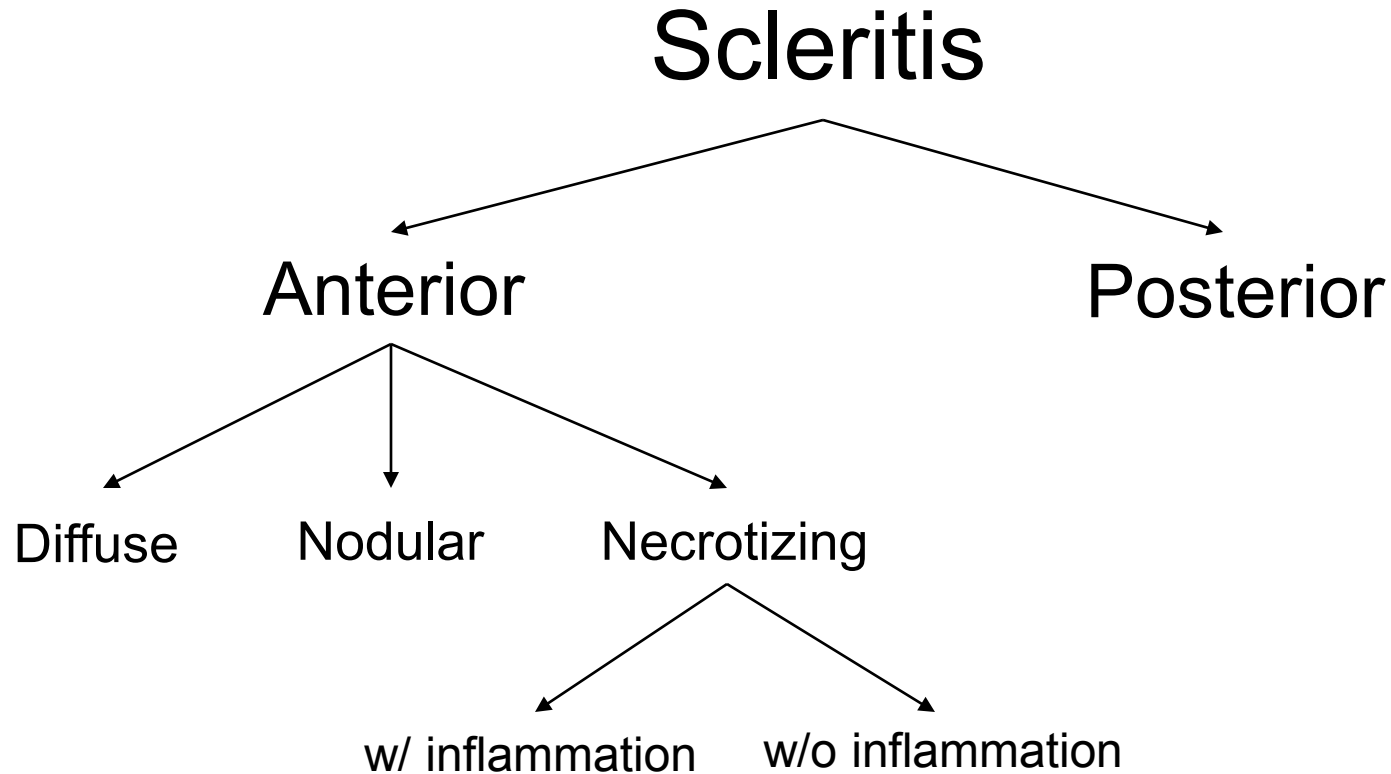 Scleritis
Anterior
Posterior
Diffuse
Nodular
Necrotizing
w/ inflammation
w/o inflammation